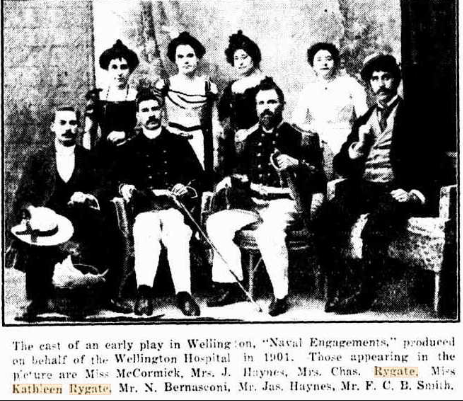 The cast of an early play in Wellington, "Naval Engagements," produced
on behalf of the Wellington Hospital in 1901. Those appearing in the
picture are Miss McCormick, Mrs. J. Haynes, Mrs. Chas. Rygate, Miss
Kathleen Rygate, Mr. N. Bernasconi, Mr. Jas. Haynes, Mr. F. C. B. Smith.